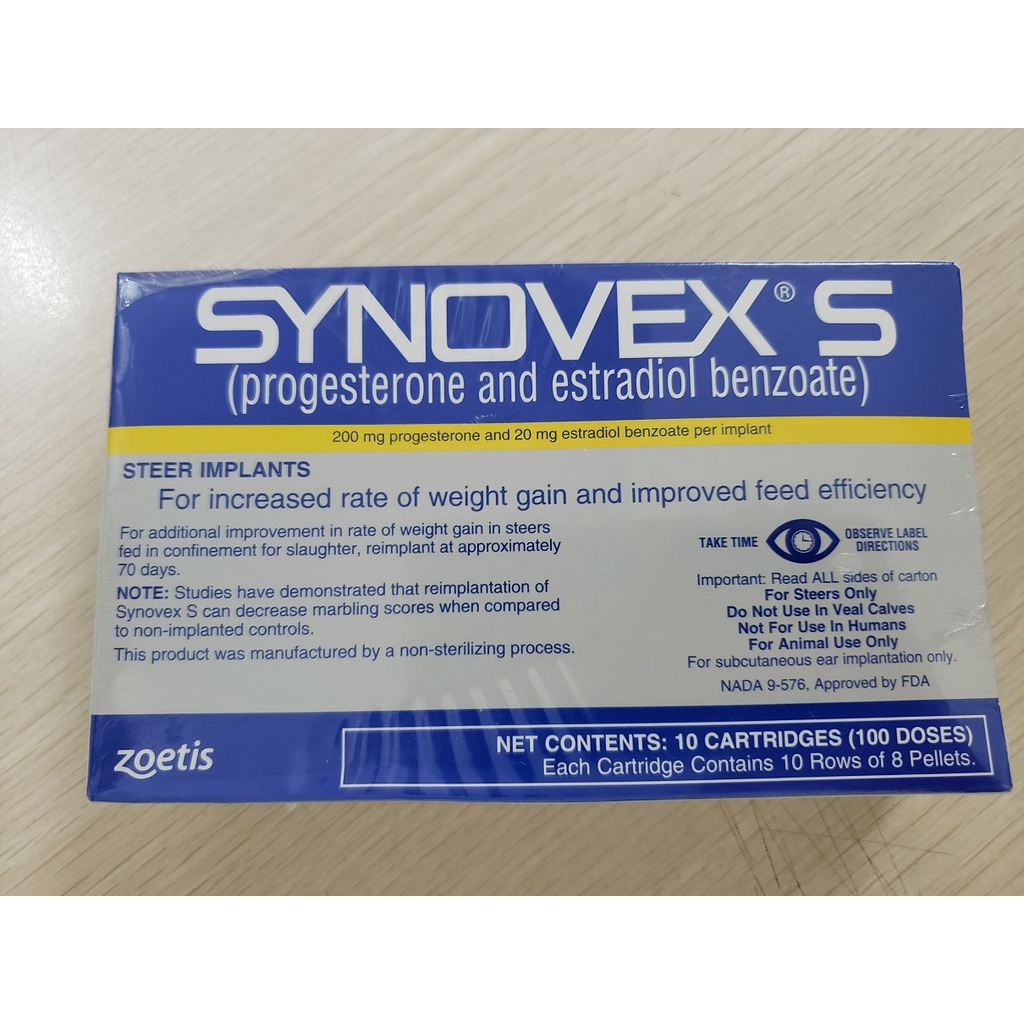 SYNOVEX® S
(progesterone and estradiol benzoate)
200 mg progesterone and 20 mg estradiol benzoate per implant
STEER IMPLANTS
For increased rate of weight gain and improved feed efficiency
For additional improvement in rate of weight gain in steers
fed in confinement for slaughter, reimplant at approximately
70 days.
NOTE: Studies have demonstrated that reimplantation of
Synovex S can decrease marbling scores when compared
to non-implanted controls.
This product was manufactured by a non-sterilizing process.
TAKE TIME
OBSERVE LABEL
DIRECTIONS
Important: Read ALL sides of carton
For Steers Only
Do Not Use In Veal Calves
Not For Use In Humans
For Animal Use Only
For subcutaneous ear implantation only.
NADA 9-576, Approved by FDA
zoetis
NET CONTENTS: 10 CARTRIDGES (100 DOSES)
Each Cartridge Contains 10 Rows of 8 Pellets.